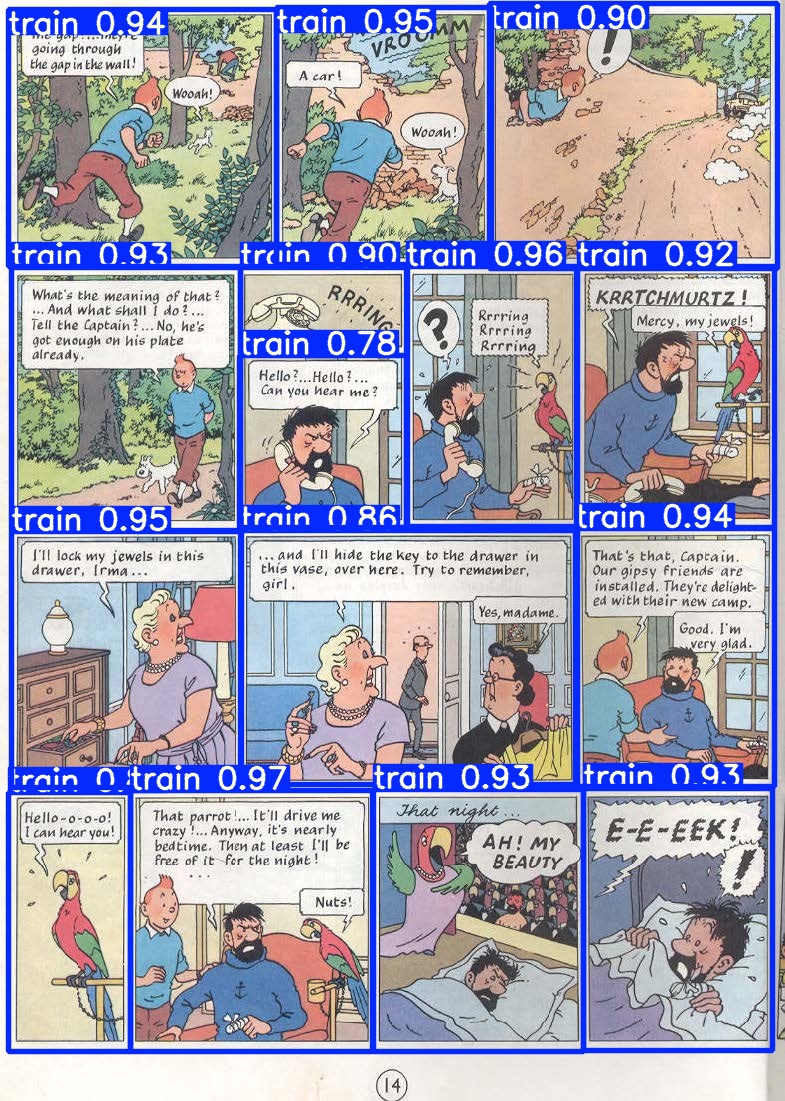 train 0.94
the gap ... they're
going through
the gap in the wall!
Wooah!
train 0.95
VROOMM
A car!
Wooah!
train 0.90
!
train 0.93
What's the meaning of that?
... And what shall I do?...
Tell the Captain?... No, he's
got enough on his plate
already.
train 0.90
RRRING
train 0.78
Hello?...Hello?...
Can you hear me?
train 0.96
?
Rrrring
Rrrring
Rrrring
train 0.92
KRRTCHMURTZ!
Mercy, my jewels!
train 0.95
I'll lock my jewels in this
drawer, Irma...
train 0.86
...and I'll hide the key to the drawer in
this vase, over here. Try to remember,
girl.
Yes, madame.
train 0.94
That's that, Captain.
Our gipsy friends are
installed. They're delight-
ed with their new camp.
Good. I'm
very glad.
train 0.
Hello-o-o-o!
I can hear you!
train 0.97
That parrot!... It'll drive me
crazy!... Anyway, it's nearly
bedtime. Then at least I'll be
free of it for the night!
...
Nuts!
train 0.93
That night...
AH! MY
BEAUTY
train 0.93
E-E-EEK!
!
14